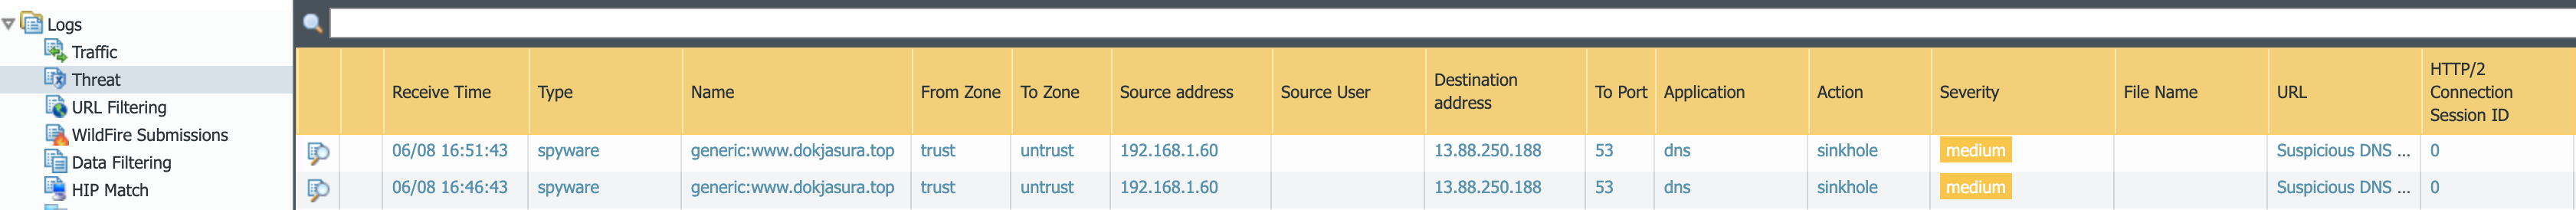 Logs
Traffic
Threat
URL Filtering
WildFire Submissions
Data Filtering
HIP Match
Receive Time Type Name From Zone To Zone Source address Source User Destination address To Port Application Action Severity File Name URL HTTP/2 Connection Session ID
06/08 16:51:43 spyware generic:www.dokjasura.top trust untrust 192.168.1.60 13.88.250.188 53 dns sinkhole medium Suspicious DNS ... 0
06/08 16:46:43 spyware generic:www.dokjasura.top trust untrust 192.168.1.60 13.88.250.188 53 dns sinkhole medium Suspicious DNS ... 0